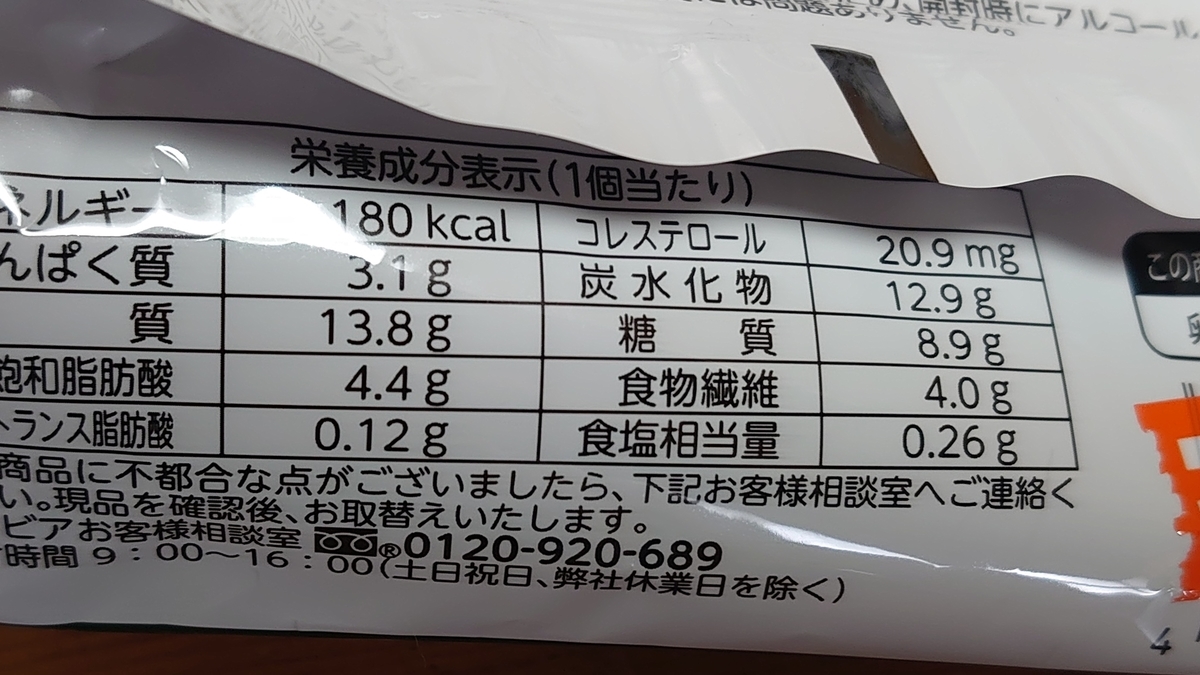 開封時にアルコール
は問題ありません。
栄養成分表示(1個当たり)
ネルギー 180 kcal コレステロール 20.9 mg
んぱく質 3.1 g 炭水化物 12.9 g
質 13.8 g 糖質 8.9 g
飽和脂肪酸 4.4 g 食物繊維 4.0 g
トランス脂肪酸 0.12 g 食塩相当量 0.26 g
この商
商品に不都合な点がございましたら、下記お客様相談室へご連絡く
い。現品を確認後、お取替えいたします。
ビアお客様相談室 ®0120-920-689
時間 9:00〜16:00(土日祝日、弊社休業日を除く)
4